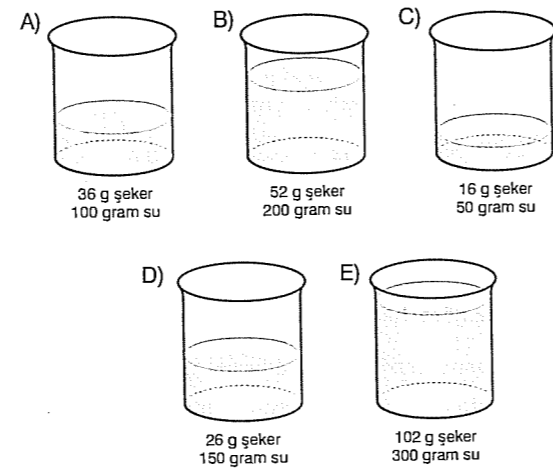 A)
36 g şeker
100 gram su
B)
52 g şeker
200 gram su
C)
16 g şeker
50 gram su
D)
26 g şeker
150 gram su
E)
102 g şeker
300 gram su